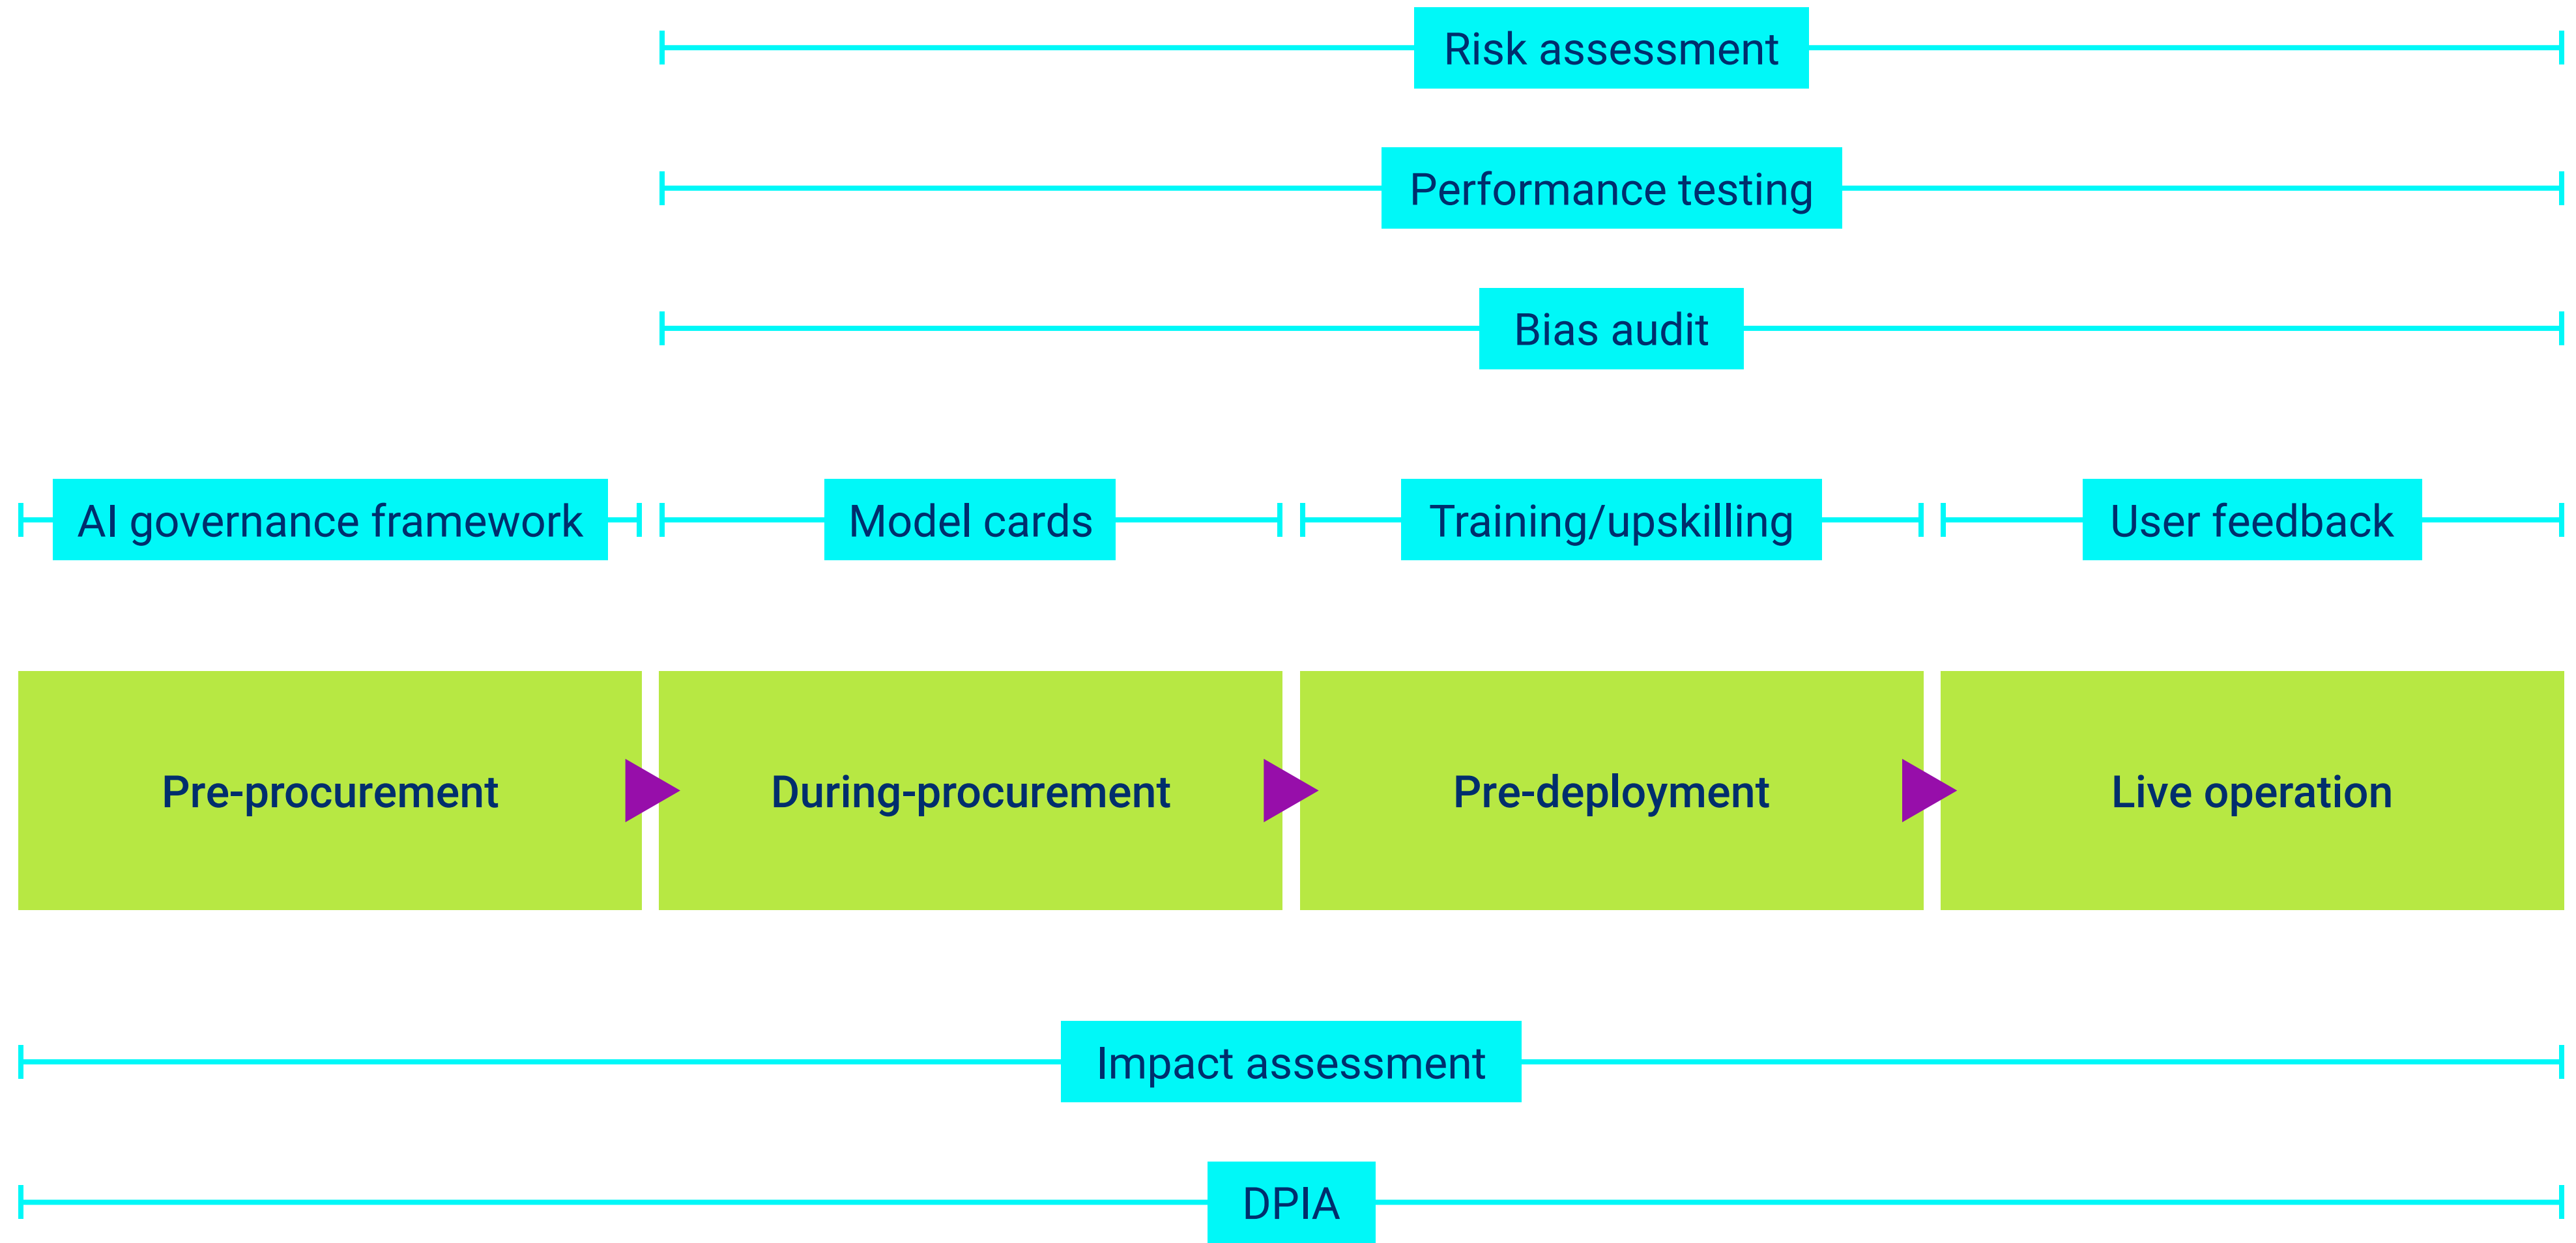 Risk assessment
Performance testing
Bias audit
AI governance framework
Model cards
Training/upskilling
User feedback
Pre-procurement
During-procurement
Pre-deployment
Live operation
Impact assessment
DPIA